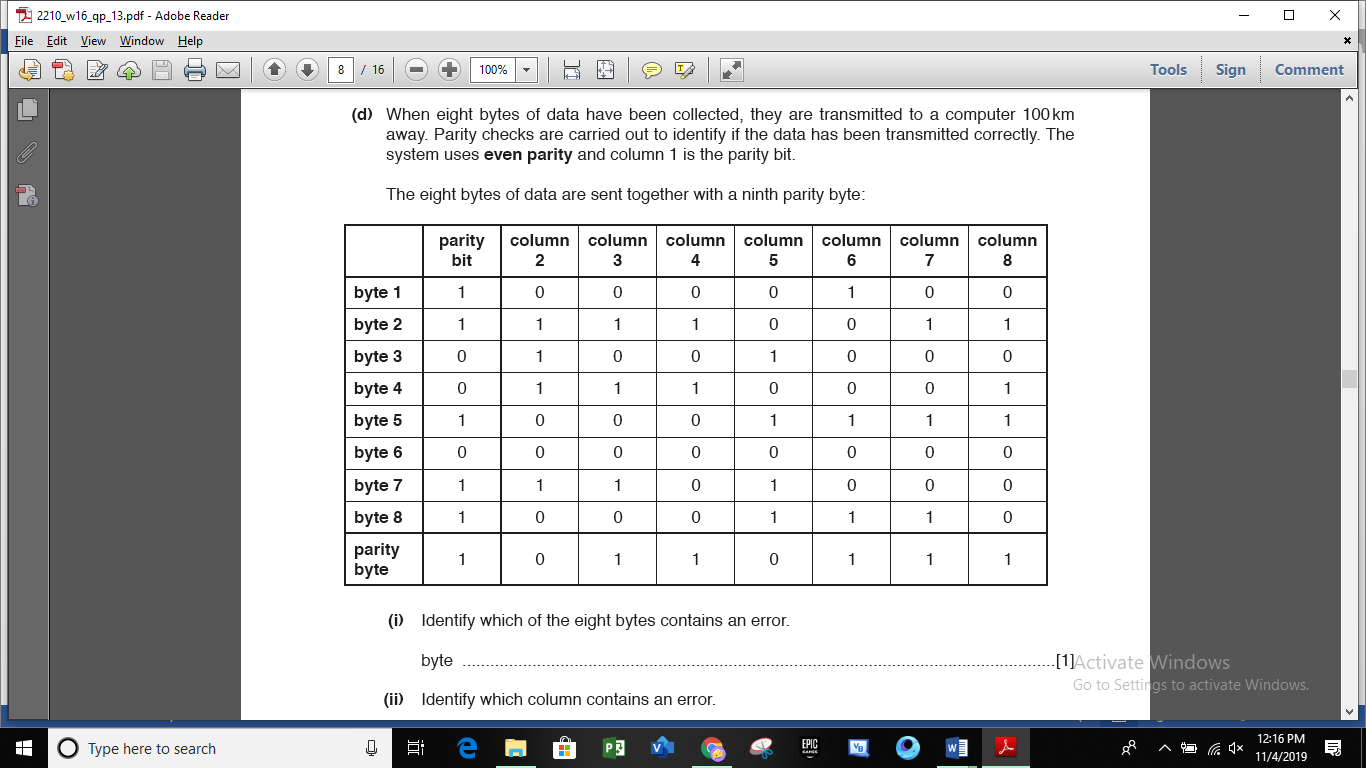 2210_w16_qp_13.pdf - Adobe Reader
File Edit View Window Help
8 / 16 100% Tools Sign Comment
(d) When eight bytes of data have been collected, they are transmitted to a computer 100 km
away. Parity checks are carried out to identify if the data has been transmitted correctly. The
system uses even parity and column 1 is the parity bit.
The eight bytes of data are sent together with a ninth parity byte:
parity bit column 2 column 3 column 4 column 5 column 6 column 7 column 8
byte 1 1 0 0 0 0 1 0 0
byte 2 1 1 1 1 0 0 1 1
byte 3 0 1 0 0 1 0 0 0
byte 4 0 1 1 1 0 0 0 1
byte 5 1 0 0 0 1 1 1 1
byte 6 0 0 0 0 0 0 0 0
byte 7 1 1 1 0 1 0 0 0
byte 8 1 0 0 0 1 1 1 0
parity byte 1 0 1 1 0 1 1 1
(i) Identify which of the eight bytes contains an error.
byte ....................................................................................................................................[1]
Activate Windows
Go to Settings to activate Windows.
(ii) Identify which column contains an error.
Type here to search
12:16 PM
11/4/2019